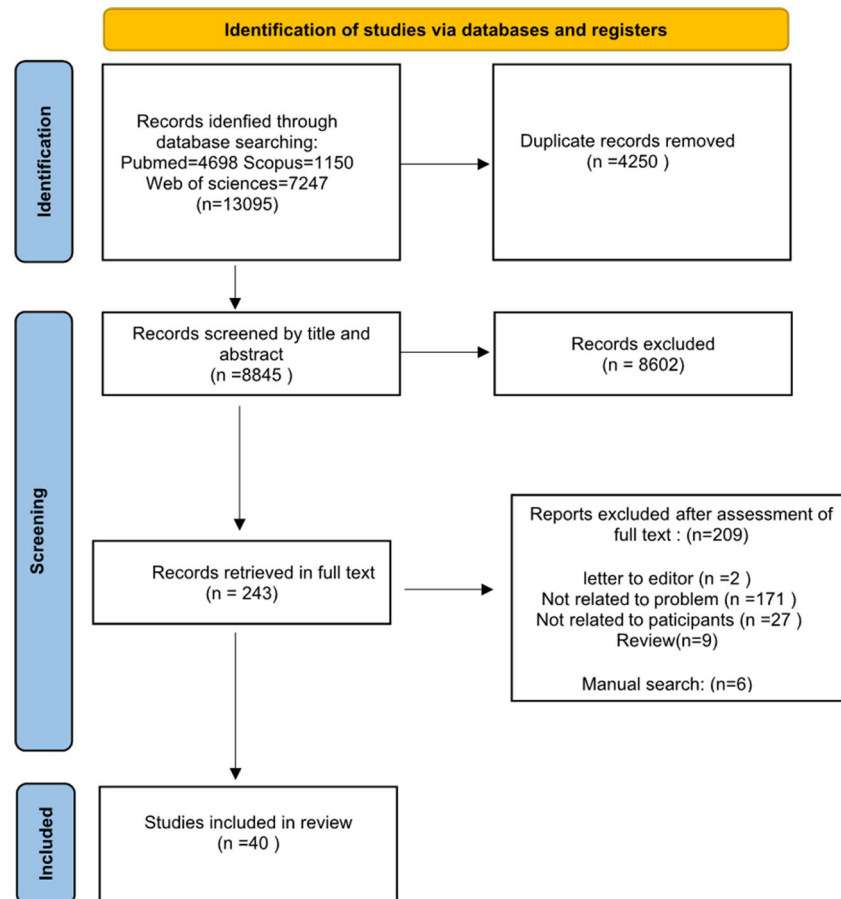 Identification of studies via databases and registers
Identification
Records idenfied through
database searching:
Pubmed=4698 Scopus=1150
Web of sciences=7247
(n=13095)
Duplicate records removed
(n =4250 )
Screening
Records screened by title and
abstract
(n =8845 )
Records excluded
(n = 8602)
Records retrieved in full text
(n = 243)
Reports excluded after assessment of
full text : (n=209)
letter to editor (n =2 )
Not related to problem (n =171 )
Not related to paticipants (n =27 )
Review(n=9)
Manual search: (n=6)
Included
Studies included in review
(n =40 )